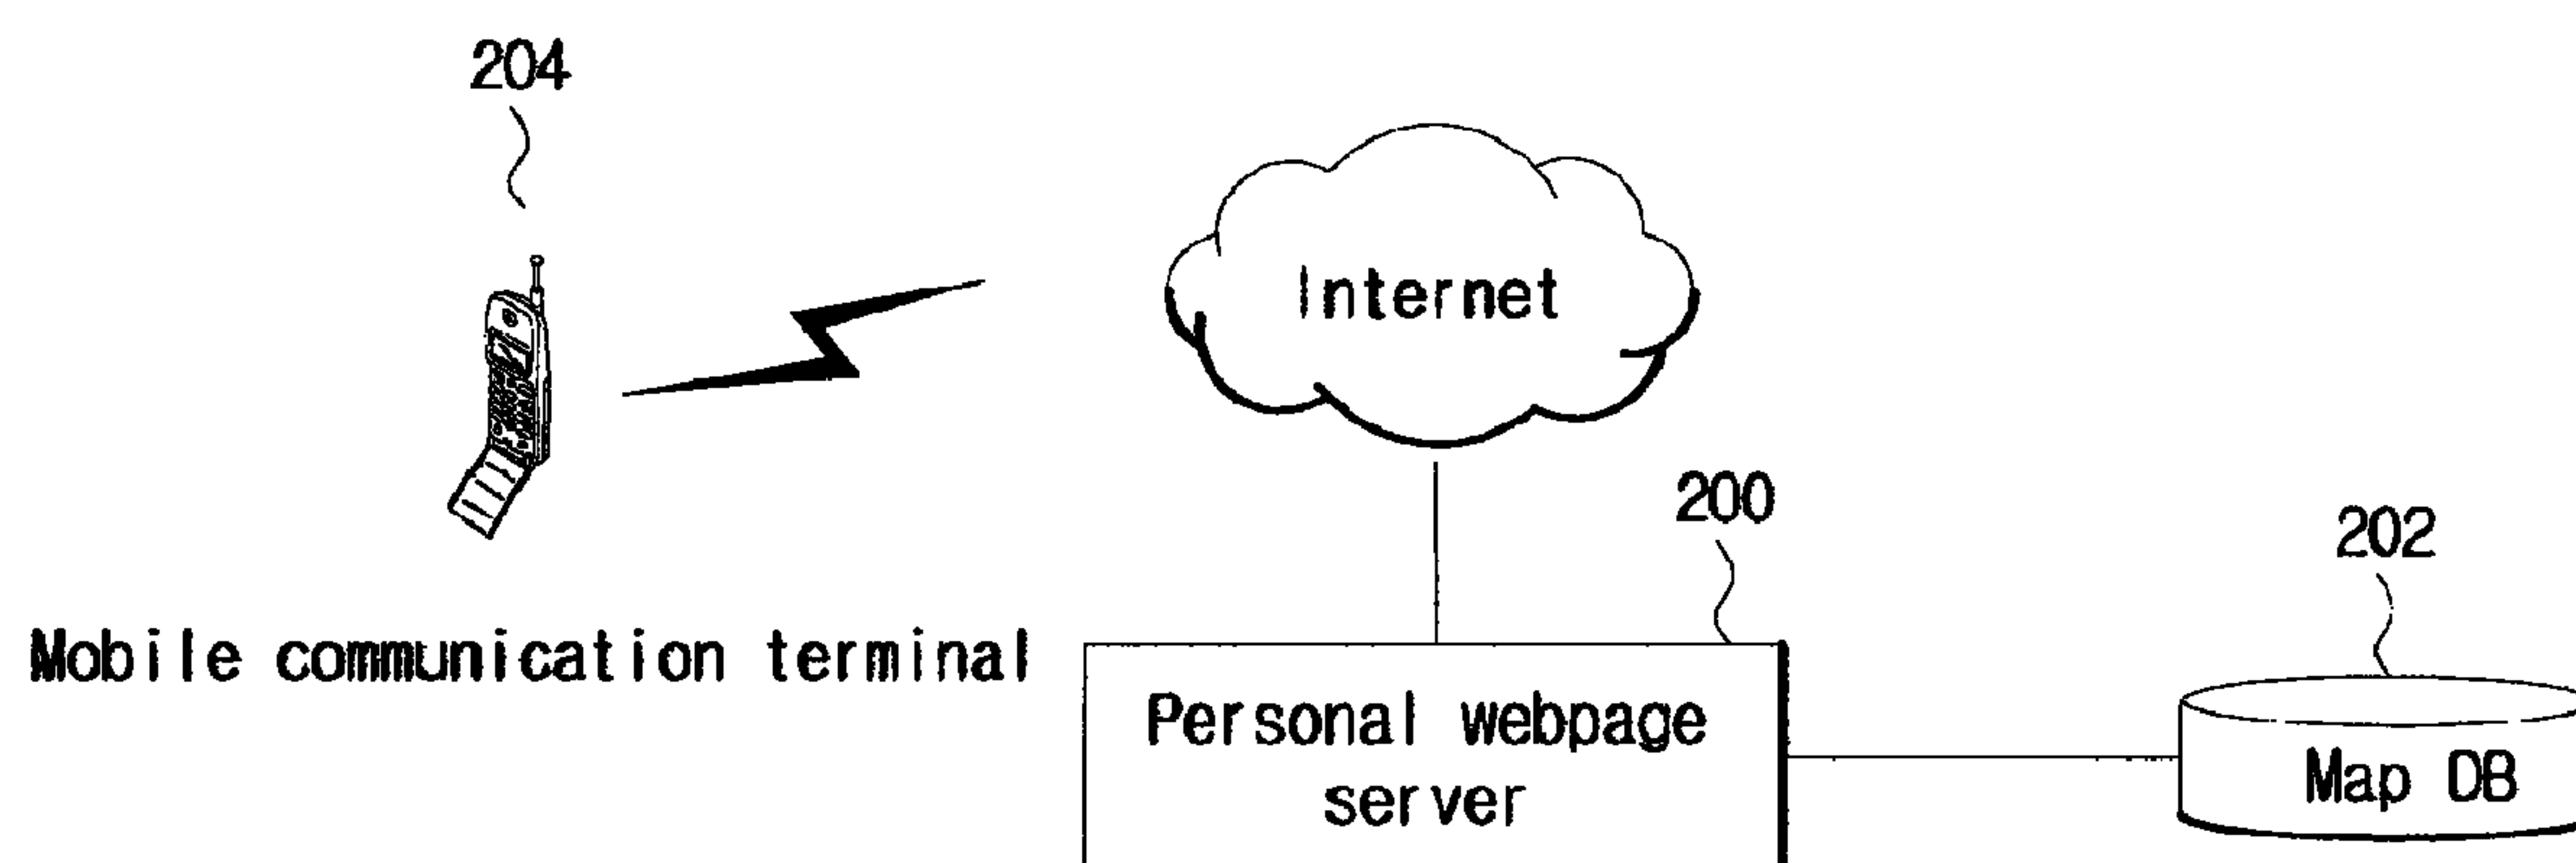 204
Internet
200
202
Mobile communication terminal
Personal webpage
server
Map DB